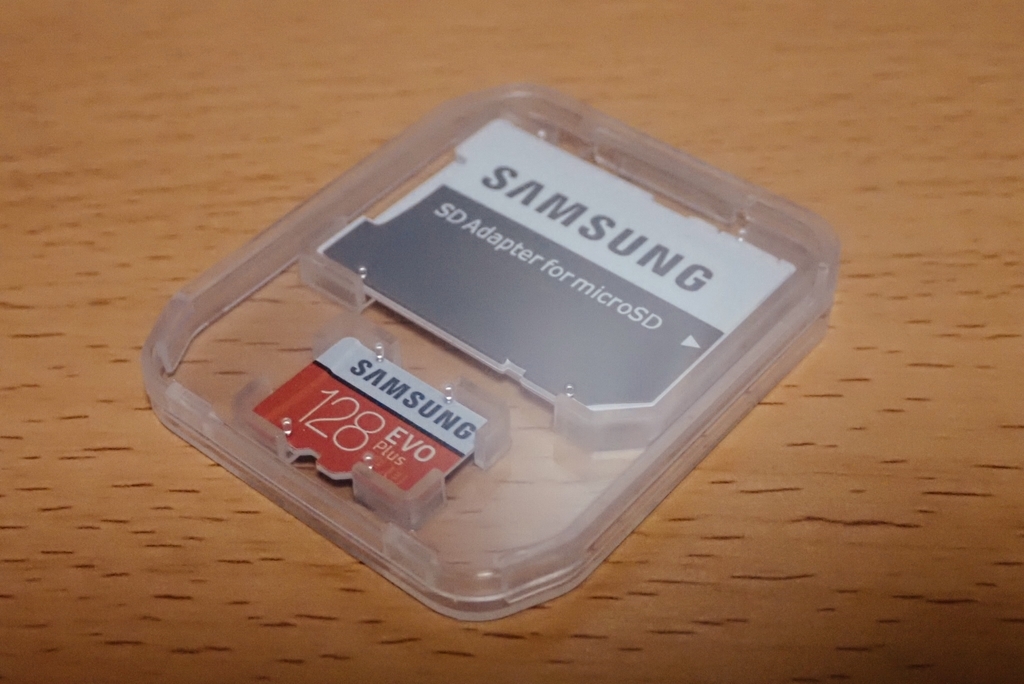 SAMSUNG
SD Adapter for microSD
SAMSUNG
128 EVO
Plus